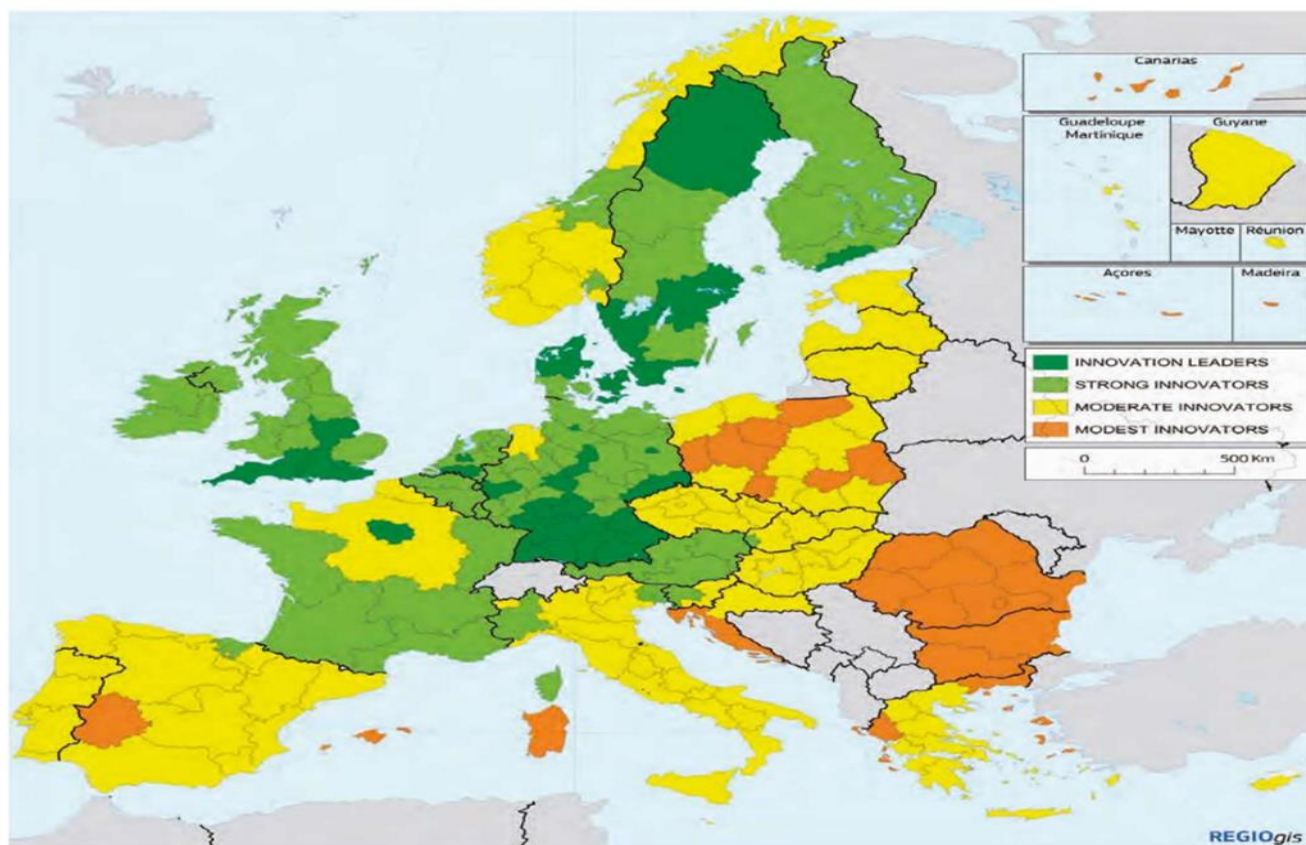 Canarias
Guadeloupe
Martinique
Guyane
Mayotte
Réunion
Açores
Madeira
INNOVATION LEADERS
STRONG INNOVATORS
MODERATE INNOVATORS
MODEST INNOVATORS
0 500 Km
REGIOgis